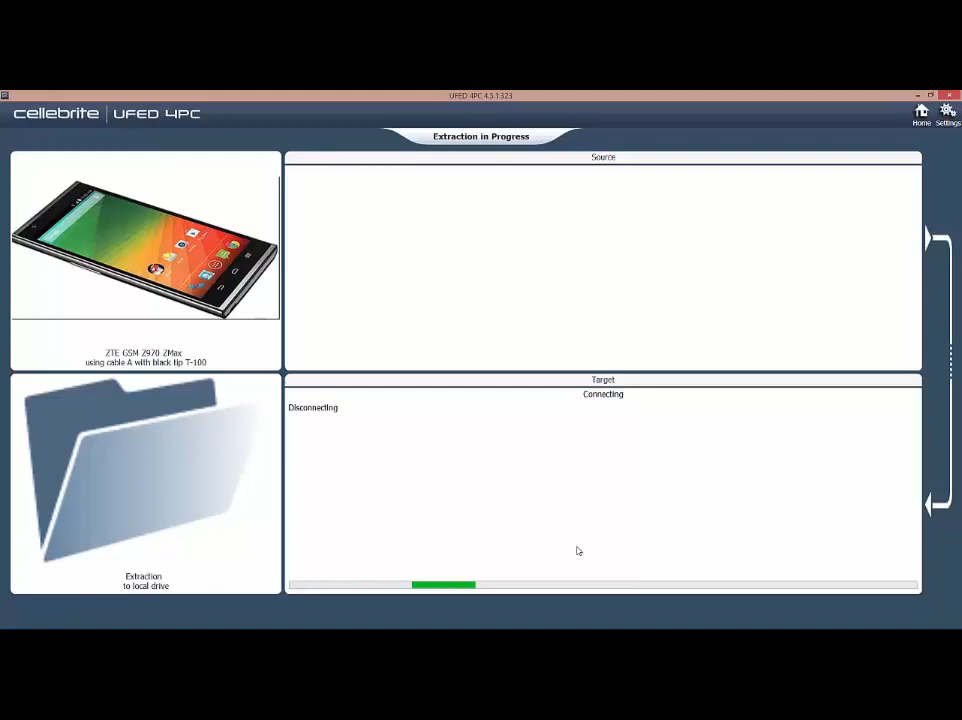 UFED 4PC 4.5.1.323
cellebrite UFED 4PC
Home
Settings
Extraction in Progress
Source
ZTE GSM Z970 ZMax
using cable A with black tip T-100
Target
Connecting
Disconnecting
Extraction
to local drive